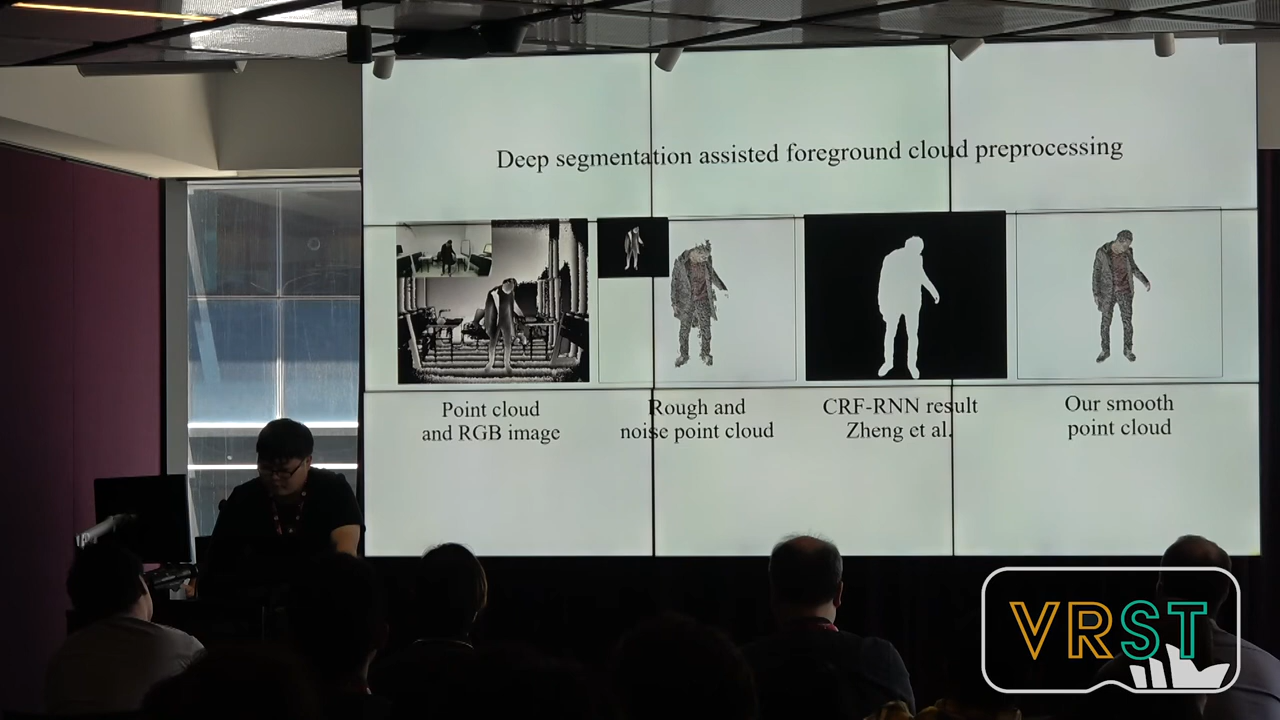 Deep segmentation assisted foreground cloud preprocessing
Point cloud
and RGB image
Rough and
noise point cloud
CRF-RNN result
Zheng et al.
Our smooth
point cloud
VRST